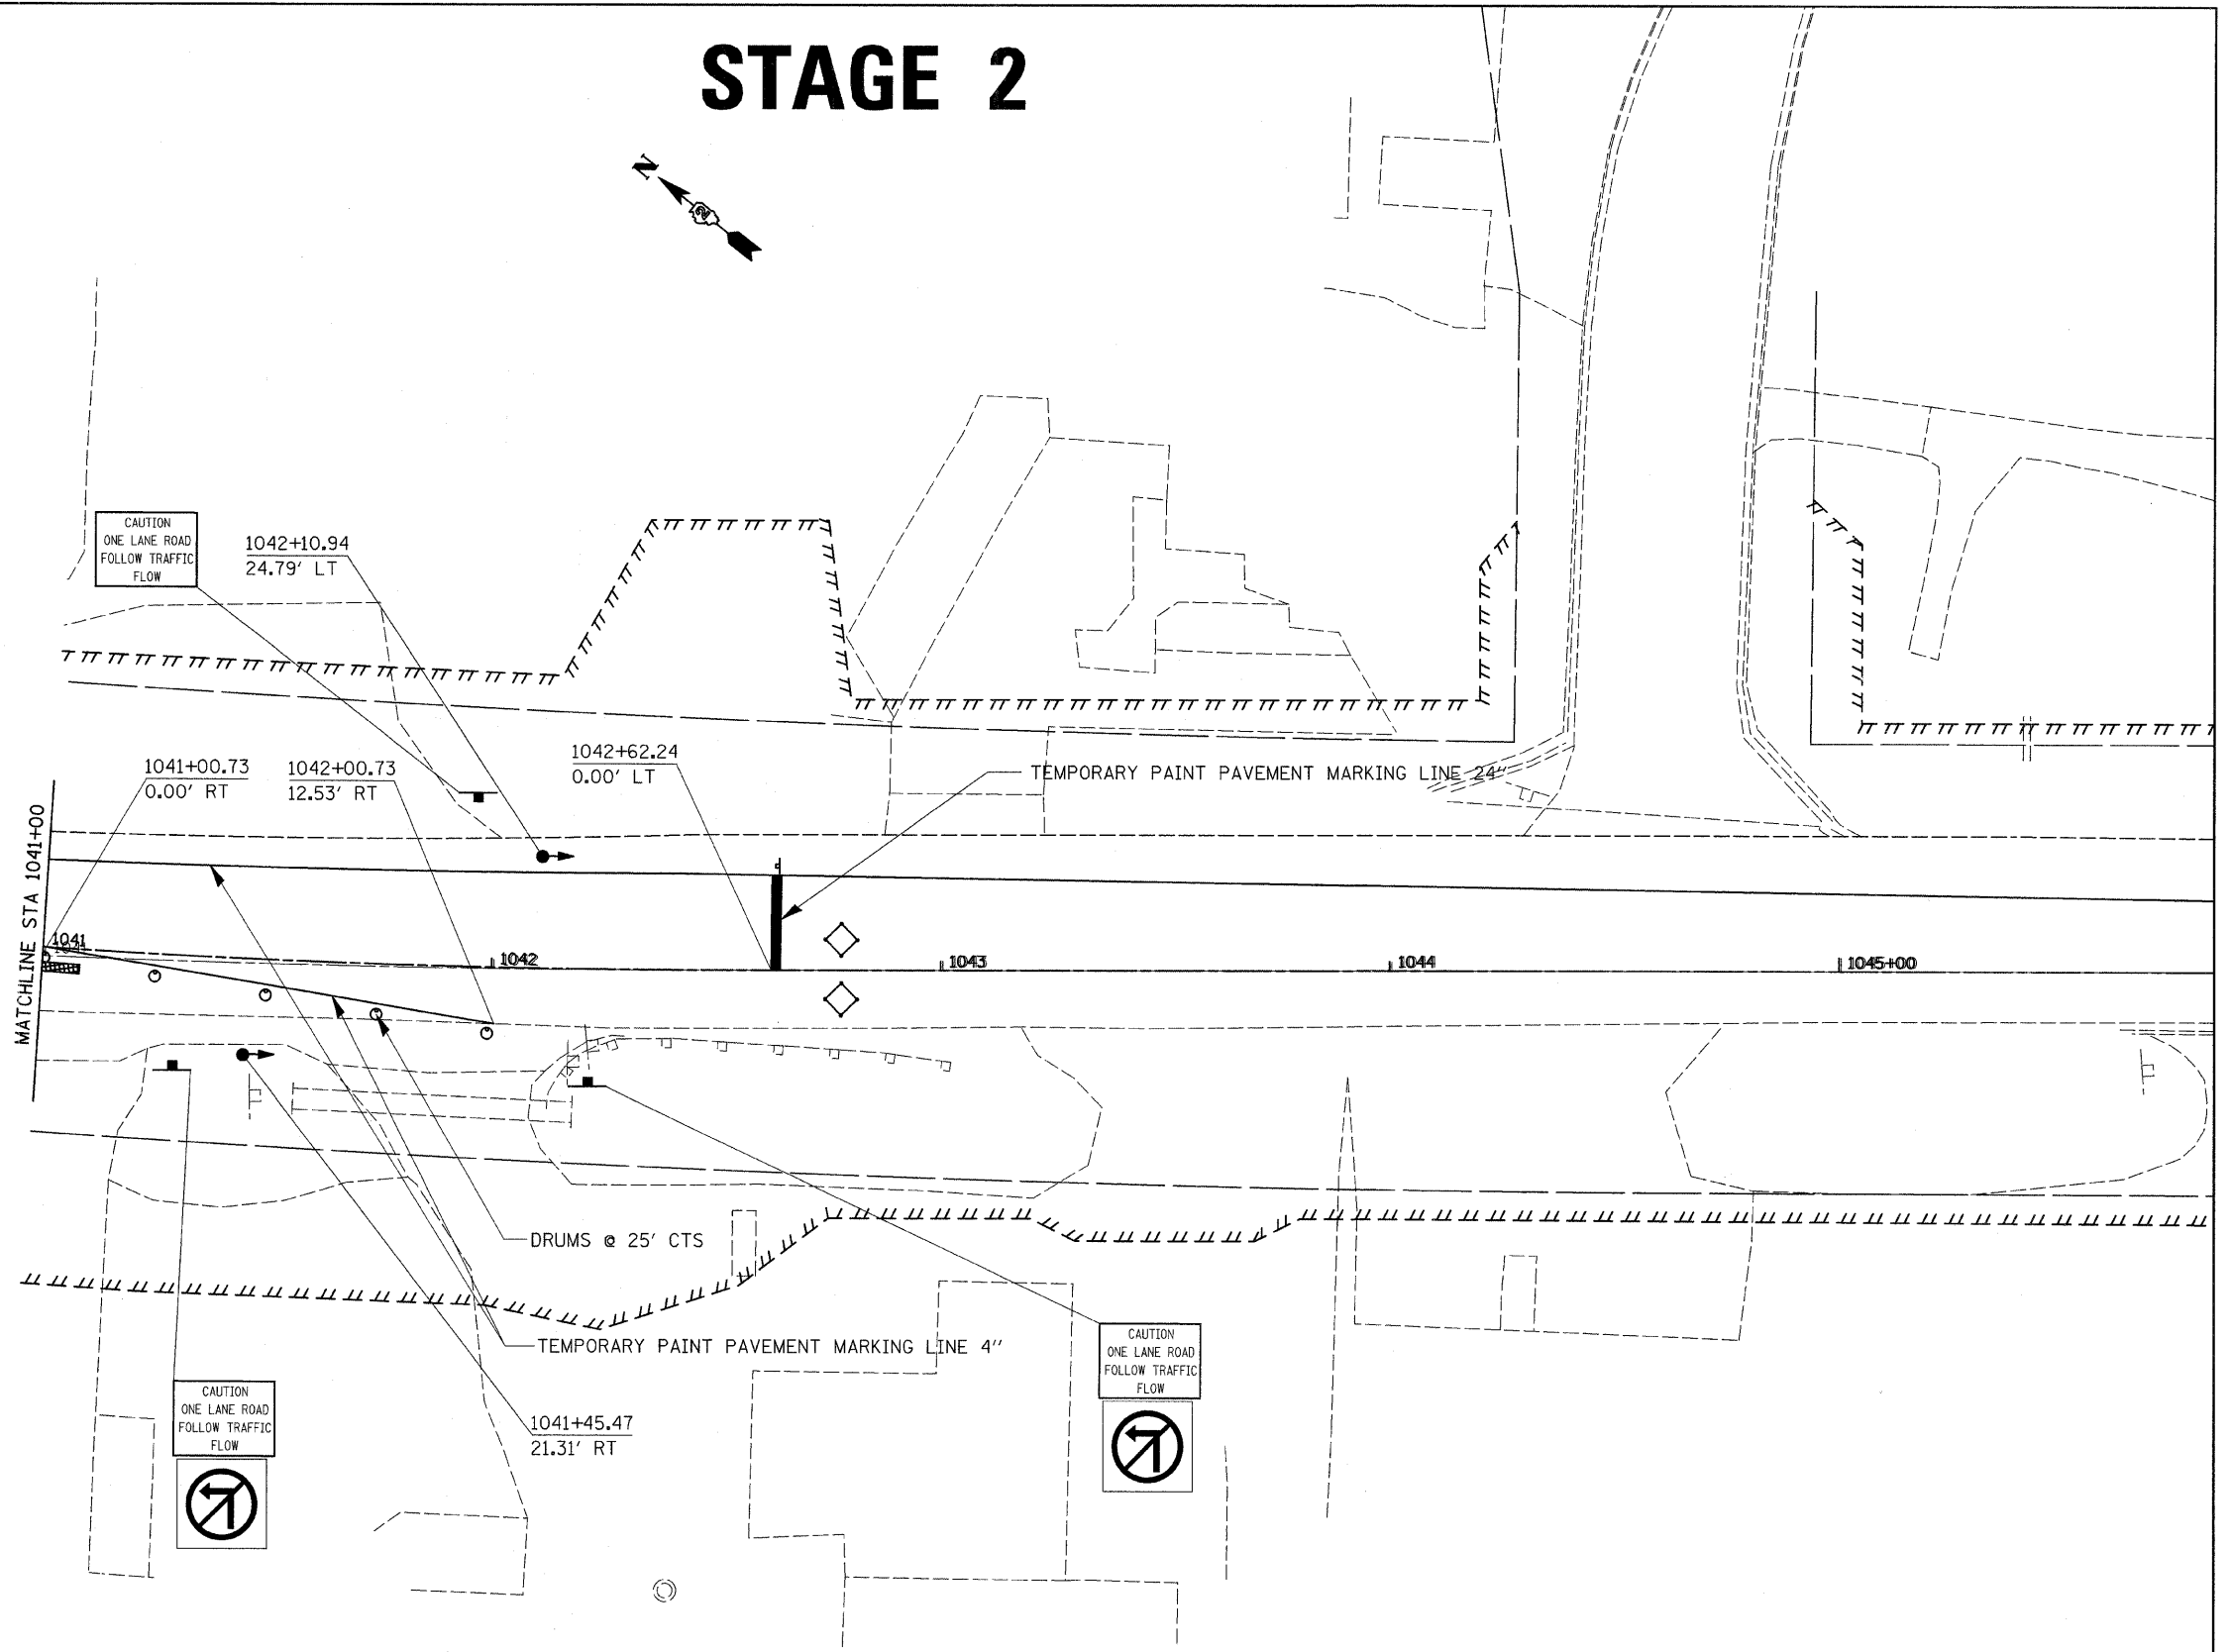 STAGE 2
N
2
CAUTION
ONE LANE ROAD
FOLLOW TRAFFIC
FLOW
1042+10.94
24.79' LT
1041+00.73
0.00' RT
1042+00.73
12.53' RT
1042+62.24
0.00' LT
TEMPORARY PAINT PAVEMENT MARKING LINE 24"
MATCHLINE STA 1041+00
1041
1042
1043
1044
1045+00
DRUMS @ 25' CTS
TEMPORARY PAINT PAVEMENT MARKING LINE 4"
CAUTION
ONE LANE ROAD
FOLLOW TRAFFIC
FLOW
CAUTION
ONE LANE ROAD
FOLLOW TRAFFIC
FLOW
1041+45.47
21.31' RT